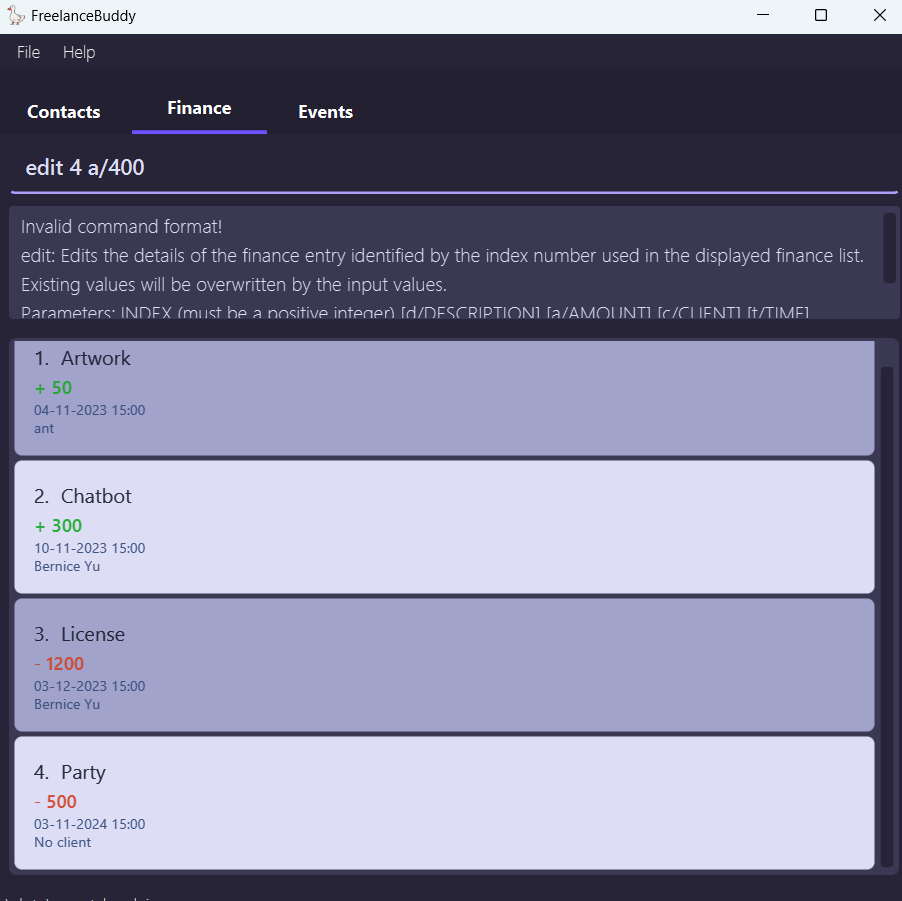 FreelanceBuddy
File Help
Contacts Finance Events
edit 4 a/400
Invalid command format!
edit: Edits the details of the finance entry identified by the index number used in the displayed finance list.
Existing values will be overwritten by the input values.
Parameters: INDEX (must be a positive integer) [d/DESCRIPTION] [a/AMOUNT] [c/CLIENT] [t/TIME]
1. Artwork
+ 50
04-11-2023 15:00
ant
2. Chatbot
+ 300
10-11-2023 15:00
Bernice Yu
3. License
- 1200
03-12-2023 15:00
Bernice Yu
4. Party
- 500
03-11-2024 15:00
No client